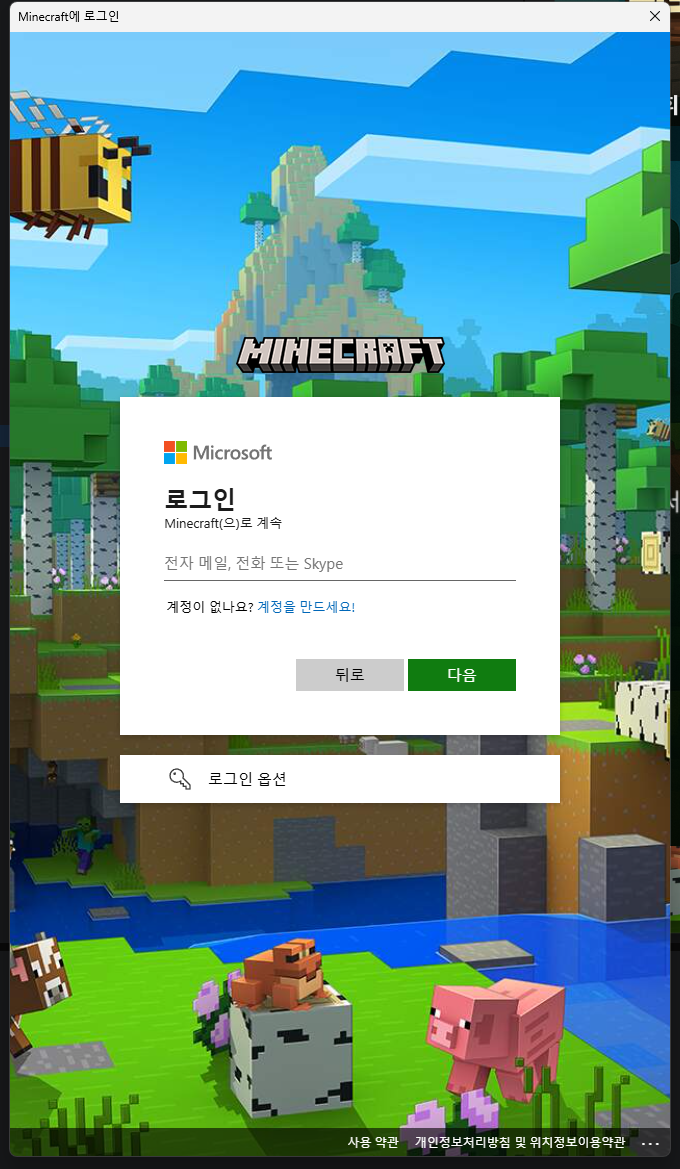 Minecraft에 로그인
MINECRAFT
Microsoft
로그인
Minecraft(으)로 계속
전자 메일, 전화 또는 Skype
계정이 없나요? 계정을 만드세요!
뒤로 다음
로그인 옵션
사용 약관 개인정보처리방침 및 위치정보이용약관 ...